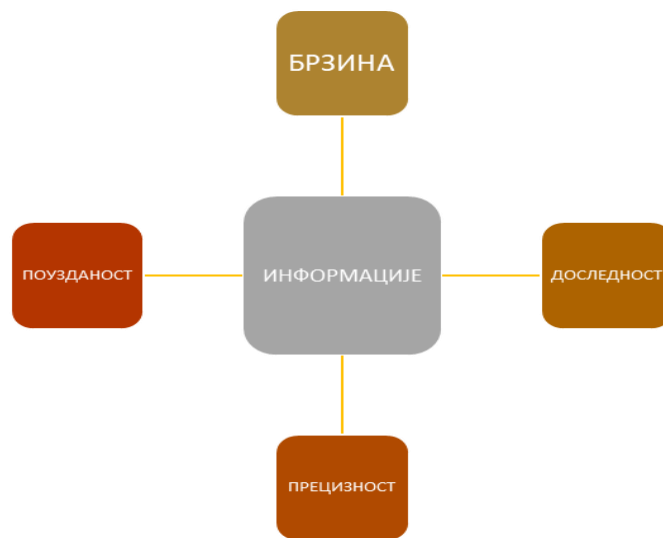 БРЗИНА
ПОУЗДАНОСТ
ИНФОРМАЦИЈЕ
ДОСЛЕДНОСТ
ПРЕЦИЗНОСТ